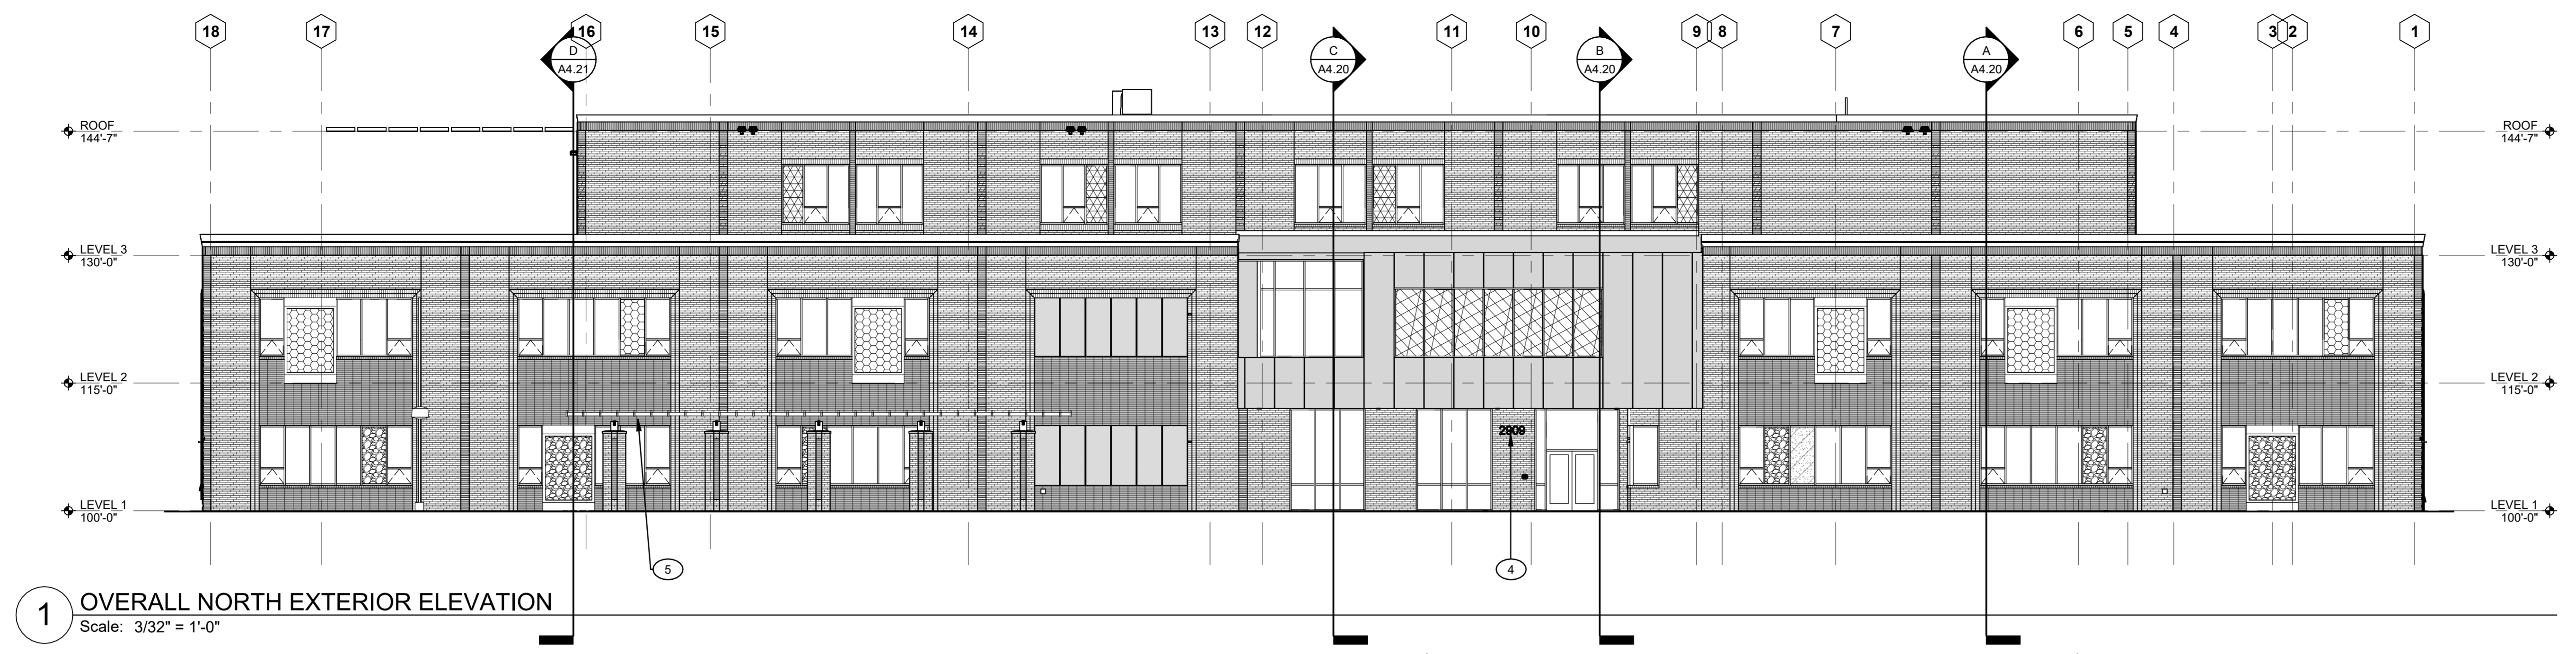 18 17 16 15 14 13 12 11 10 9 8 7 6 5 4 3 2 1
D
A4.21
C
A4.20
B
A4.20
A
A4.20
ROOF
144'-7"
ROOF
144'-7"
LEVEL 3
130'-0"
LEVEL 3
130'-0"
LEVEL 2
115'-0"
LEVEL 2
115'-0"
2909
LEVEL 1
100'-0"
LEVEL 1
100'-0"
5
4
1
OVERALL NORTH EXTERIOR ELEVATION
Scale: 3/32" = 1'-0"